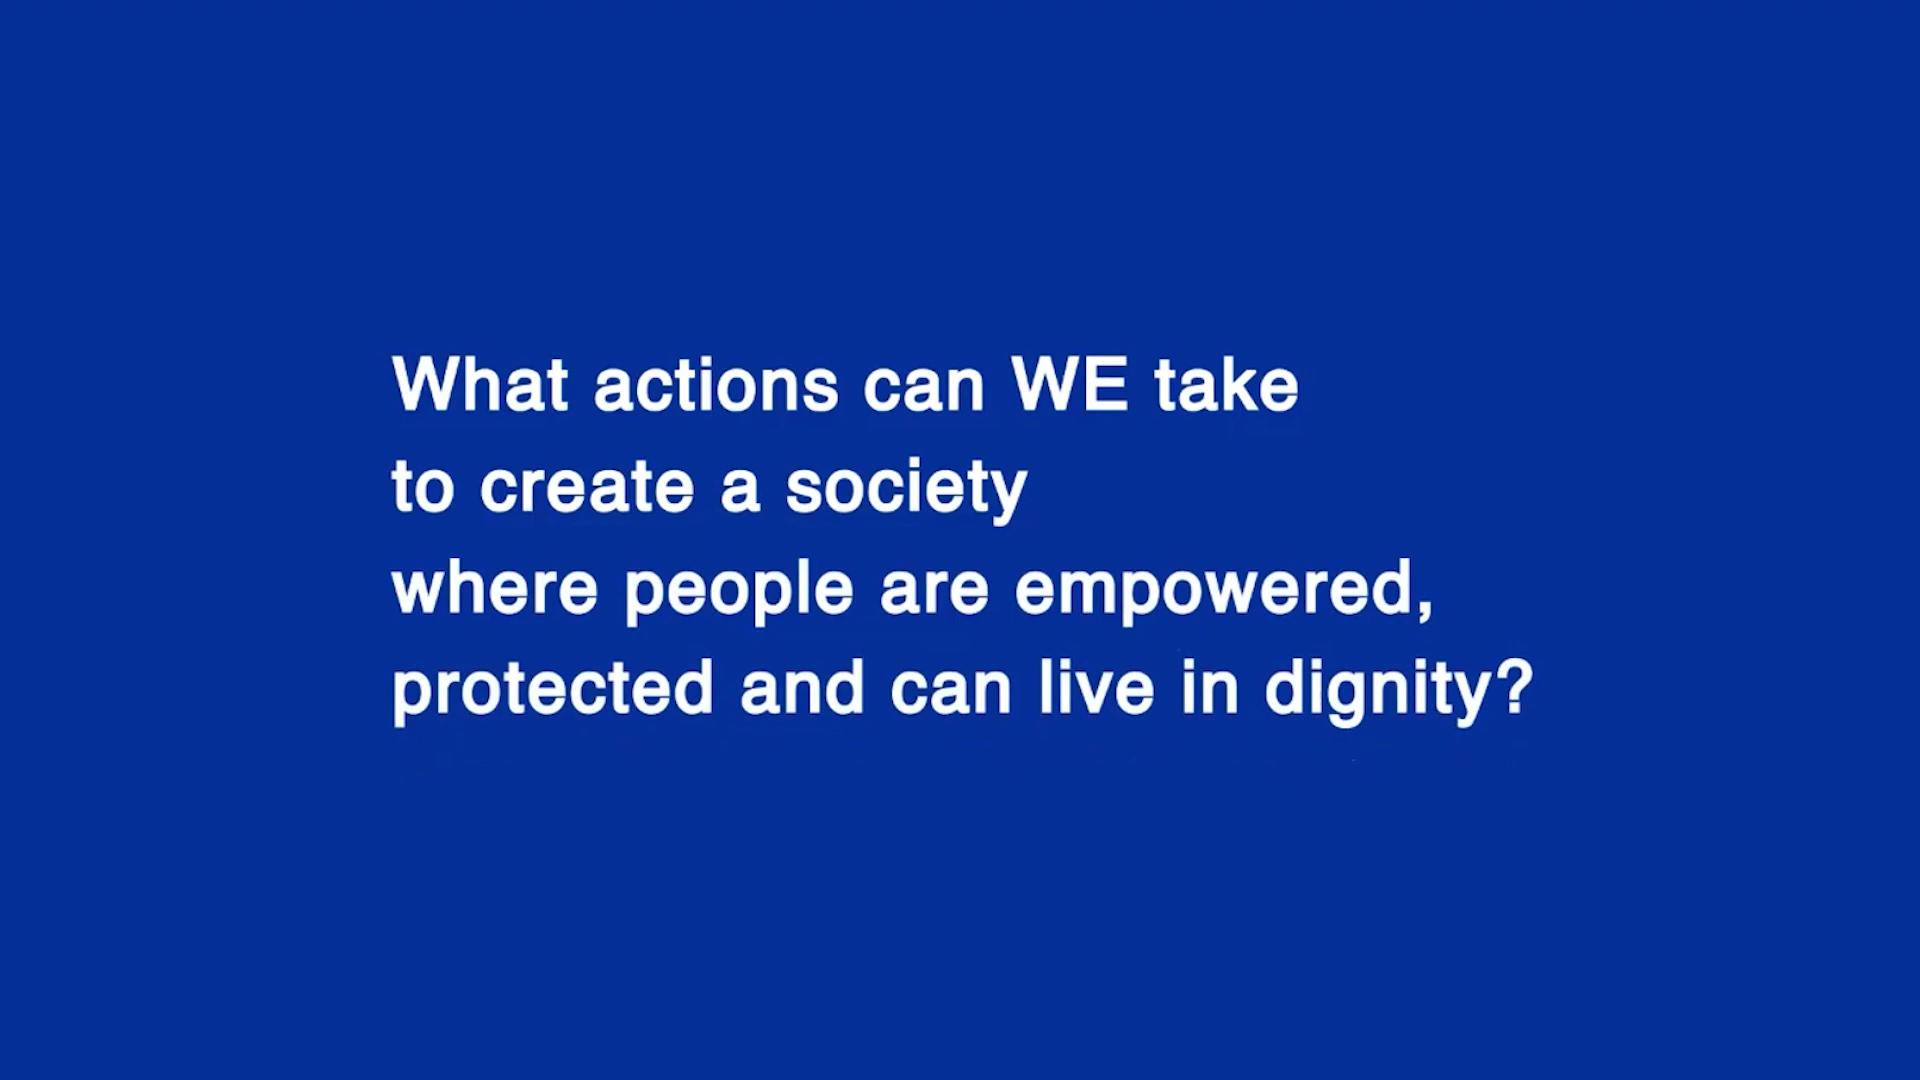 What actions can WE take
to create a society
where people are empowered,
protected and can live in dignity?